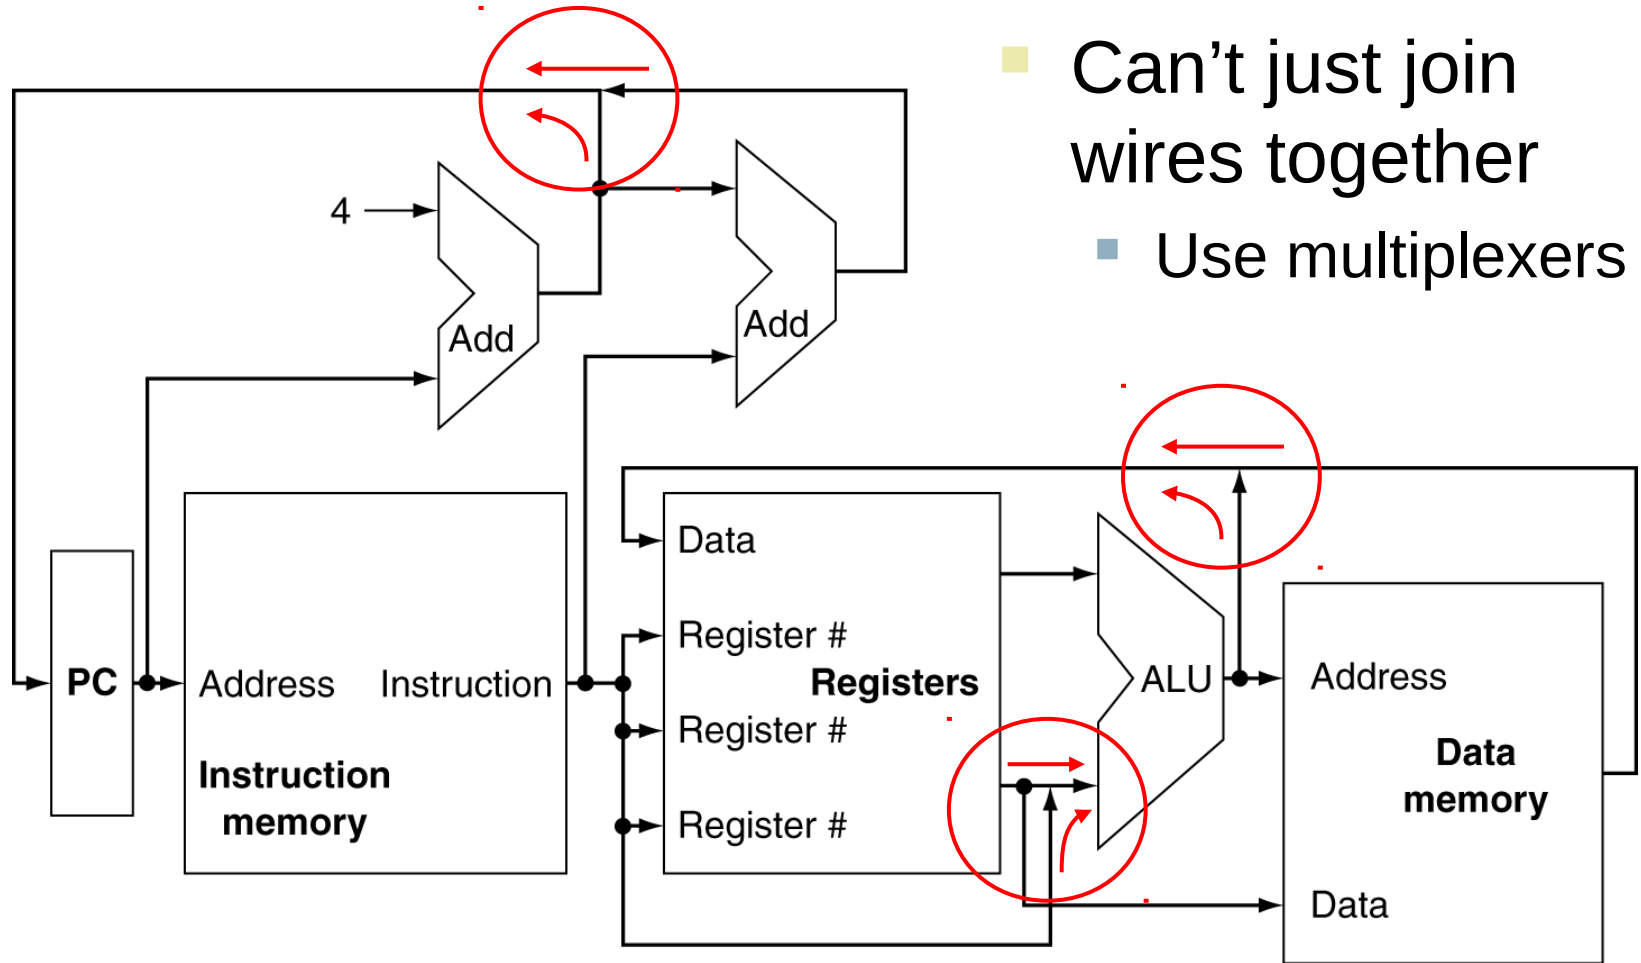 Can’t just join
wires together
Use multiplexers
4
Add
Add
Data
Register #
PC
Address
Instruction
Registers
ALU
Address
Register #
Instruction
memory
Data
memory
Register #
Data